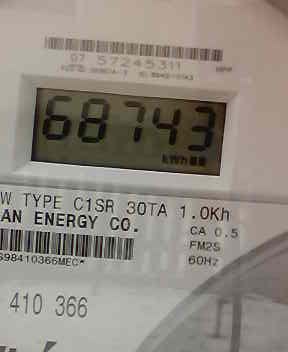 07 57245311
68743
kWh
W TYPE C1SR 30TA 1.0Kh
AN ENERGY CO.
CA 0.5
FM2S
60Hz
S98410366MEC*
410 366